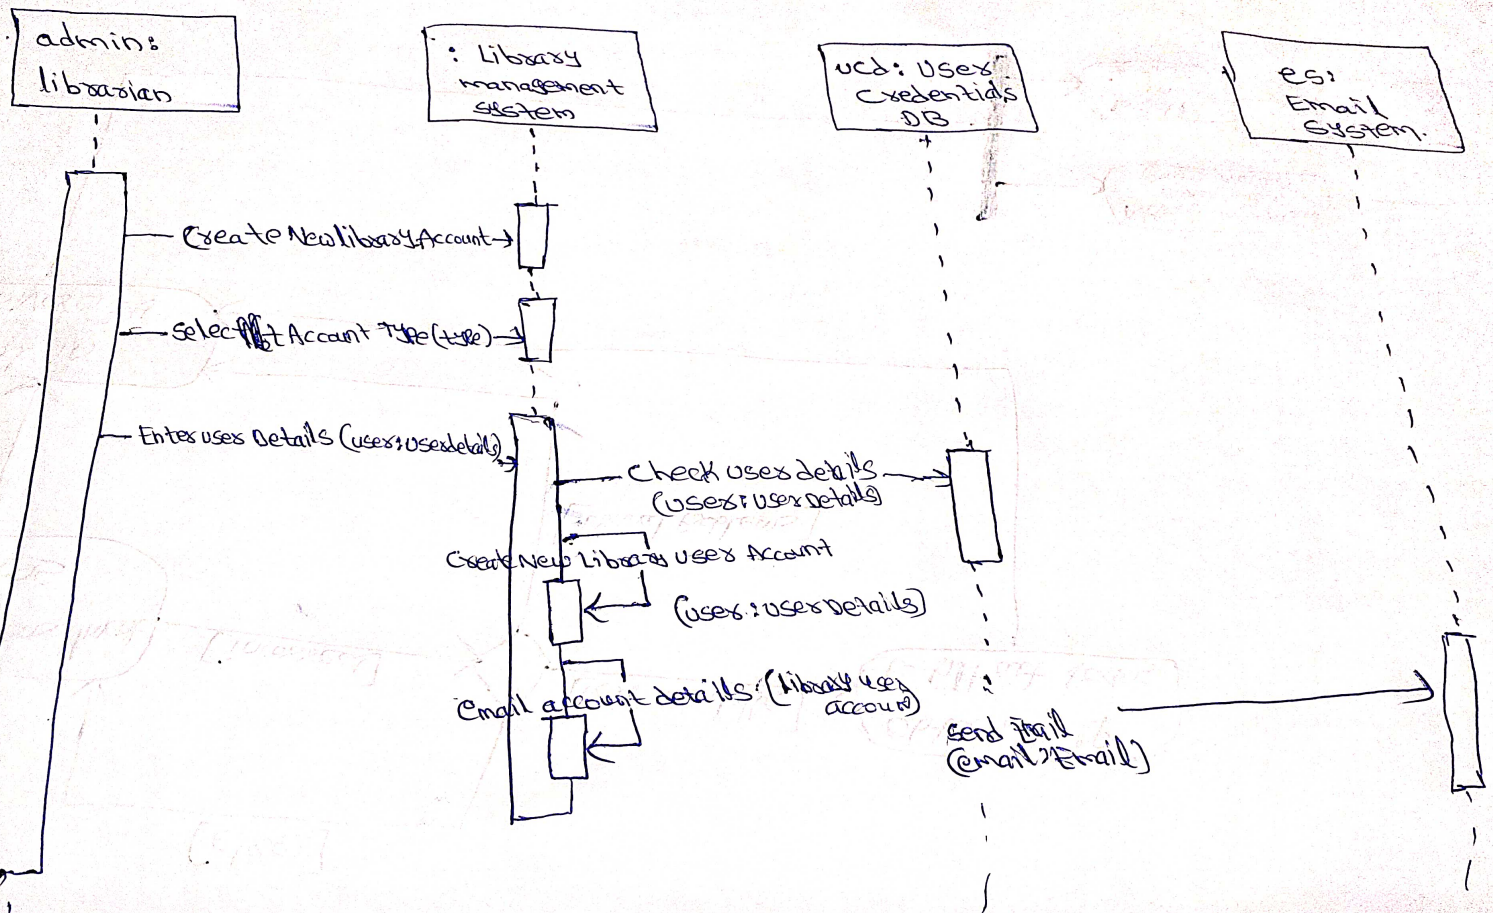 admin:
librarian
: Library
management
system
ucd: User
Credentials
DB
es:
Email
System.
Create New library Account
Select Account Type (type)
Enter user Details (user: userdetails)
Check user details
(user: user Details)
Create New Library user Account
(user: user Details)
Email account details: (Library user
account)
send Email
(email: Email)